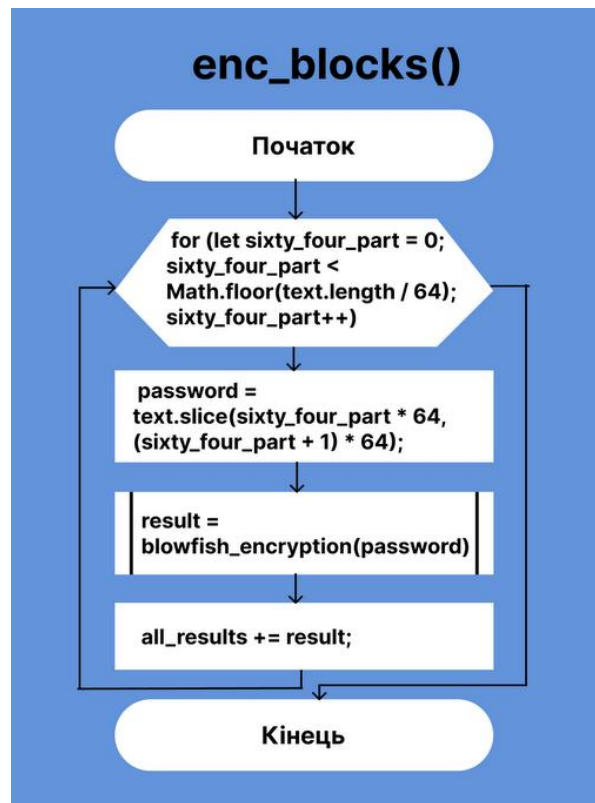 enc_blocks()
Початок
for (let sixty_four_part = 0;
sixty_four_part <
Math.floor(text.length / 64);
sixty_four_part++)
password =
text.slice(sixty_four_part * 64,
(sixty_four_part + 1) * 64);
result =
blowfish_encryption(password)
all_results += result;
Кінець